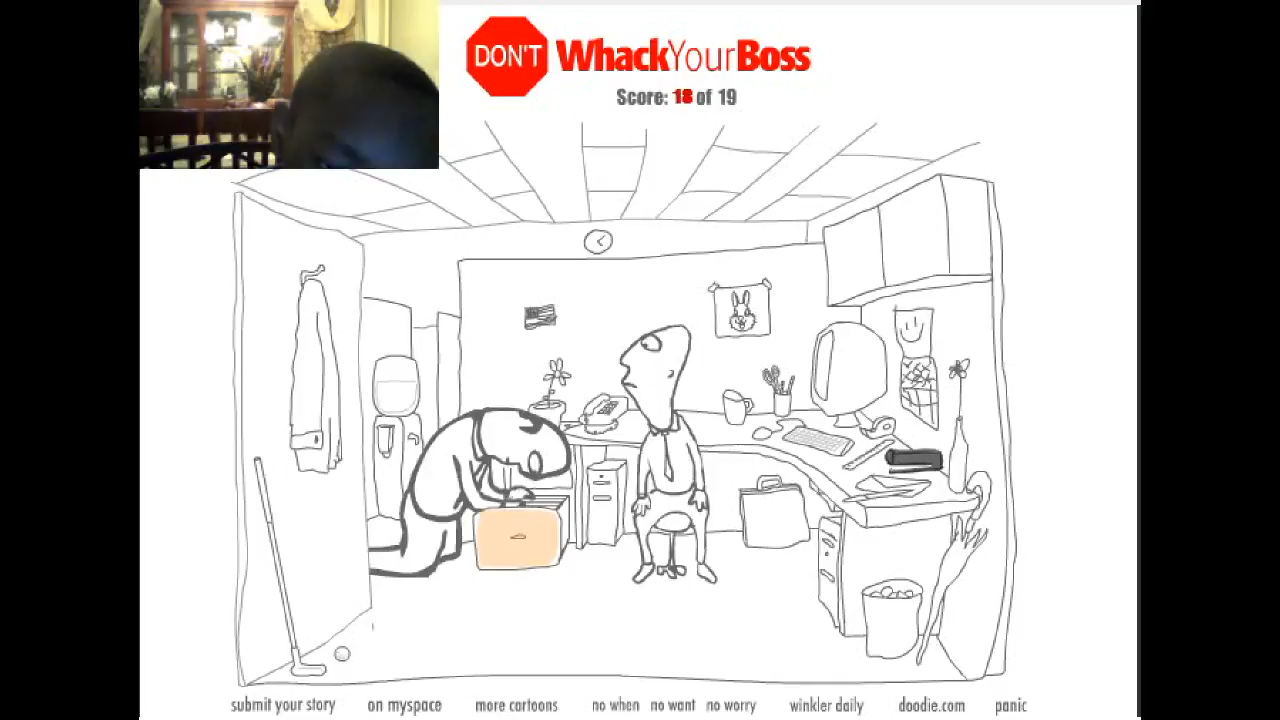 DON'T WhackYourBoss
Score: 18 of 19
submit your story on myspace more cartoons no when no want no worry winkler daily doodie.com panic